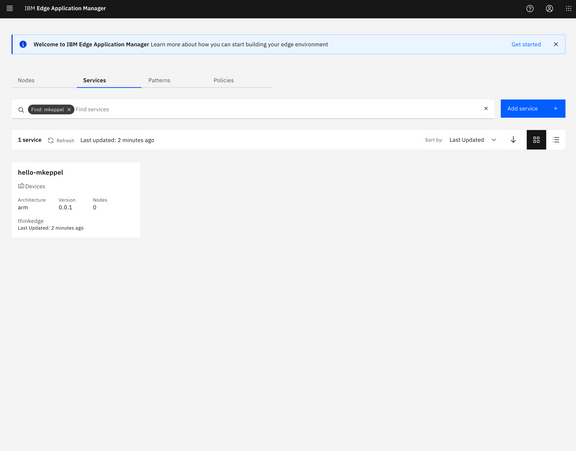 IBM Edge Application Manager
Welcome to IBM Edge Application Manager Learn more about how you can start building your edge environment Get started
Nodes Services Patterns Policies
Find: mkeppel Find services Add service +
1 service Refresh Last updated: 2 minutes ago Sort by: Last Updated
hello-mkeppel
Devices
Architecture Version Nodes
arm 0.0.1 0
thinkedge
Last Updated: 2 minutes ago